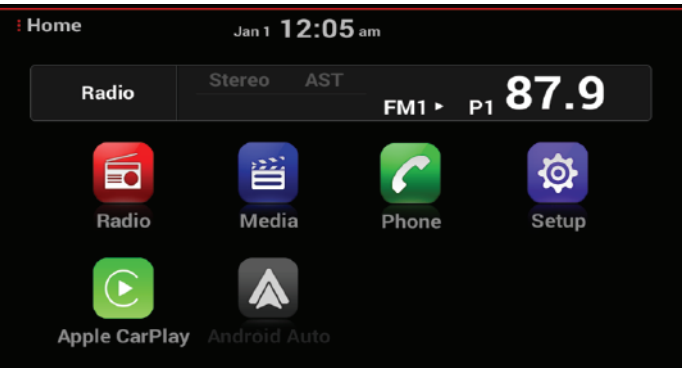 Home
Jan 1 12:05 am
Radio
Stereo AST
FM1 P1 87.9
Radio Media Phone Setup
Apple CarPlay Android Auto